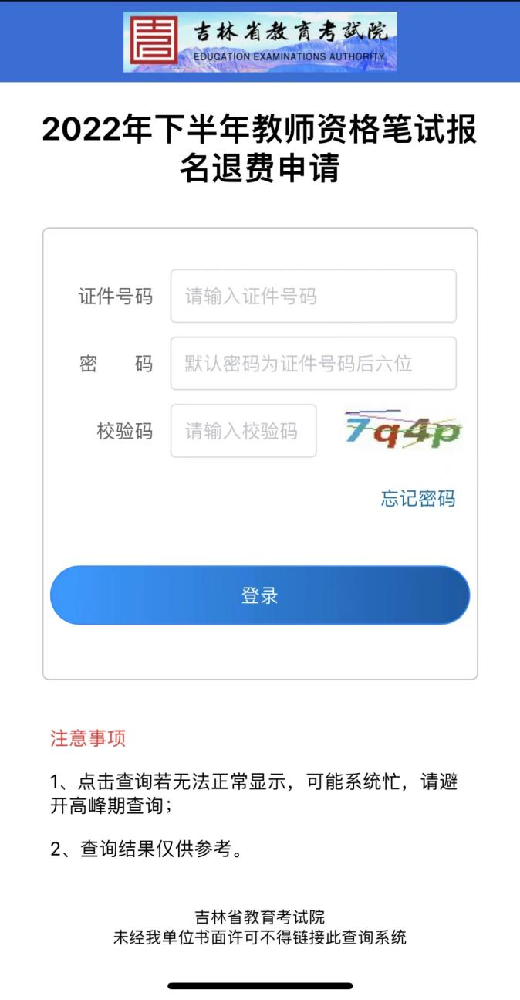 吉林省教育考試院
EDUCATION EXAMINATIONS AUTHORITY
2022年下半年教师资格笔试报
名退费申请
证件号码 请输入证件号码
密 码 默认密码为证件号码后六位
校验码 请输入校验码 7q4p
忘记密码
登录
注意事项
1、点击查询若无法正常显示，可能系统忙，请避
开高峰期查询；
2、查询结果仅供参考。
吉林省教育考试院
未经我单位书面许可不得链接此查询系统